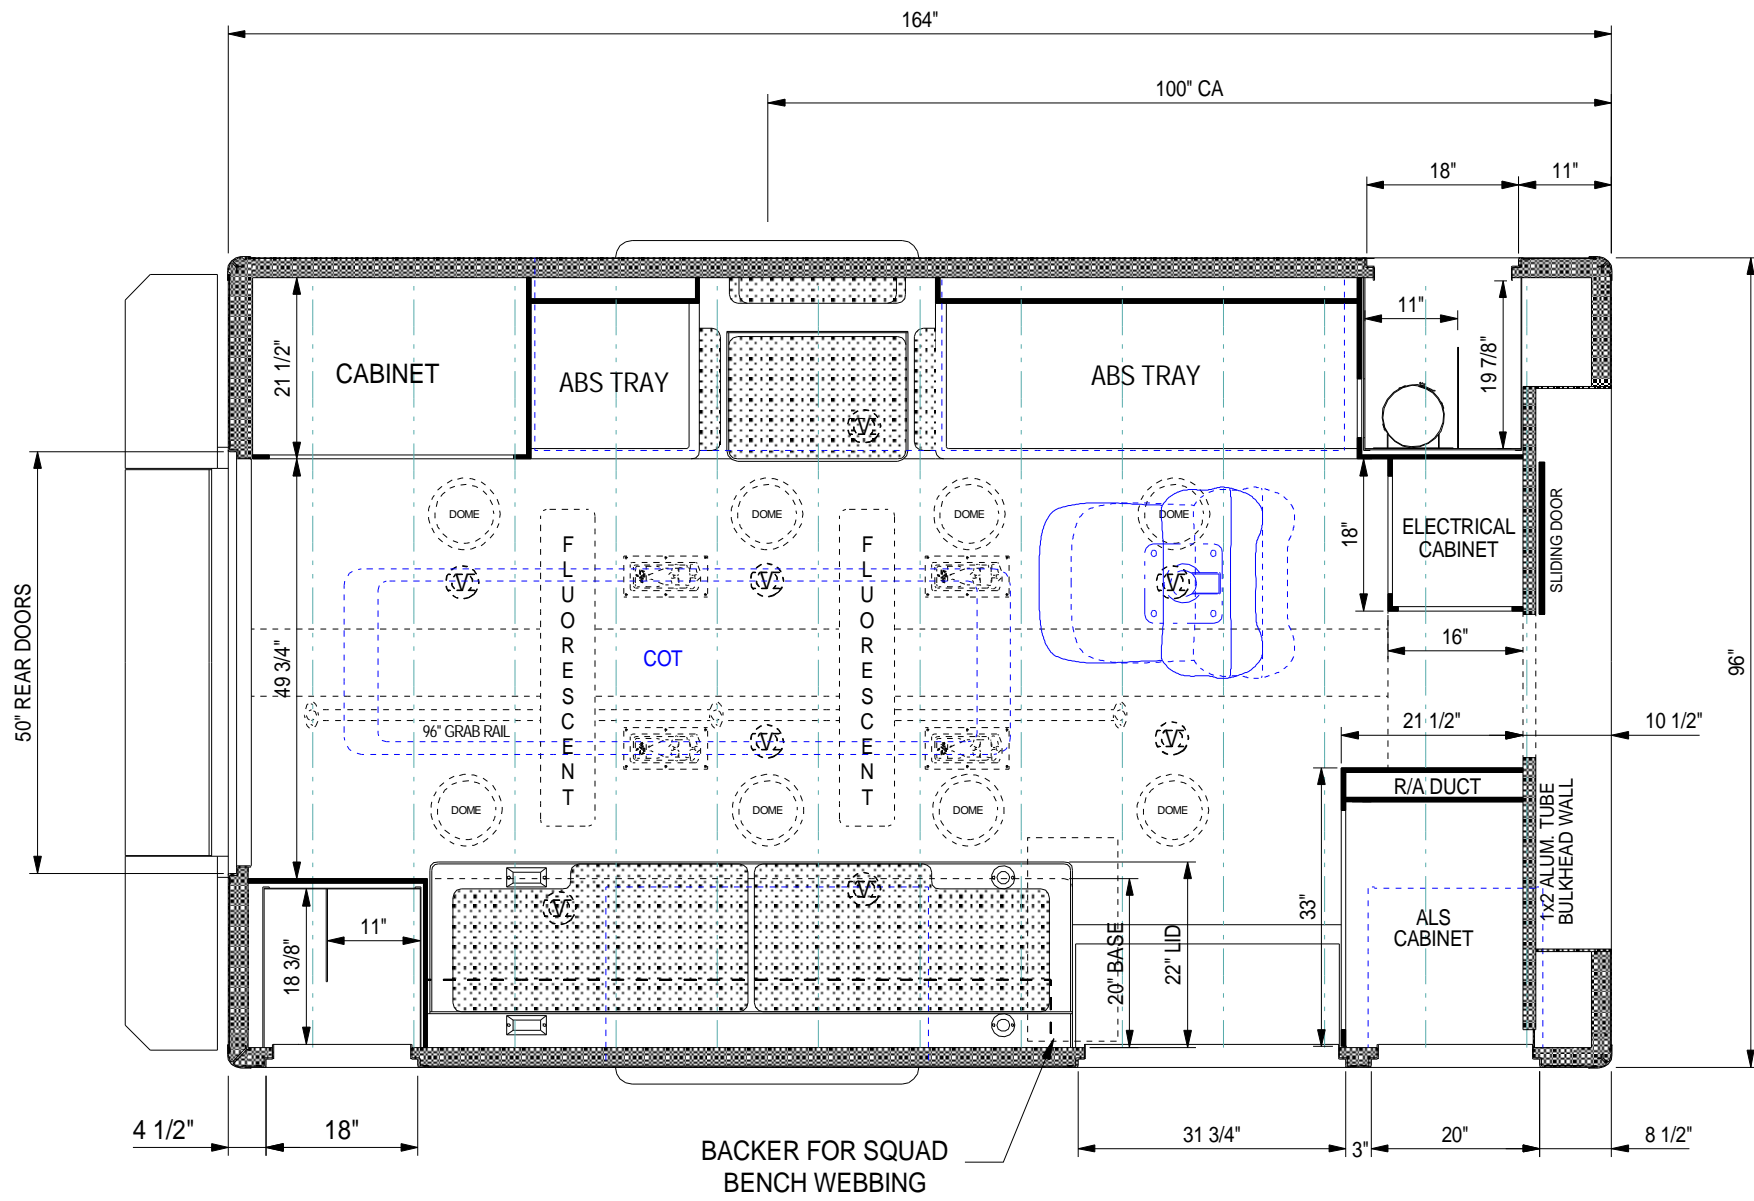 164"
100" CA
18"
11"
11"
21 1/2"
CABINET
ABS TRAY
ABS TRAY
19 7/8"
V
DOME
DOME
DOME
DOME
FLUORESCENT
FLUORESCENT
18"
ELECTRICAL
CABINET
SLIDING DOOR
V
V
V
50" REAR DOORS
49 3/4"
COT
16"
96"
96" GRAB RAIL
21 1/2"
10 1/2"
V
V
R/A DUCT
DOME
DOME
DOME
DOME
1x2 ALUM. TUBE
BULKHEAD WALL
V
V
33"
ALS
CABINET
11"
18 3/8"
20" BASE
22" LID
4 1/2"
18"
BACKER FOR SQUAD
BENCH WEBBING
31 3/4"
3"
20"
8 1/2"